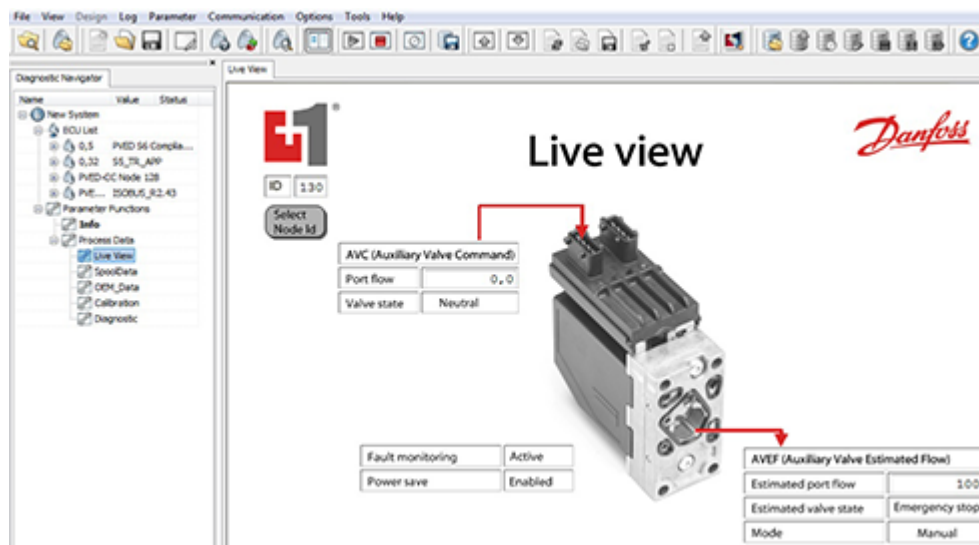 File View Design Log Parameter Communication Options Tools Help
Diagnostic Navigator
Name Value Status
New System
ECU List
0,5 PVED S6 Complia...
0,32 S5_TR_APP
PVED-CC Node 128
PVE... ISOBUS_R2.43
Parameter Functions
Info
Process Data
Live View
SpoolData
OEM_Data
Calibration
Diagnostic
Live View
+1
®
Live view
Danfoss
ID 130
Select
Node Id
AVC (Auxiliary Valve Command)
Port flow 0,0
Valve state Neutral
Fault monitoring Active
Power save Enabled
AVEF (Auxiliary Valve Estimated Flow)
Estimated port flow 100
Estimated valve state Emergency stop
Mode Manual